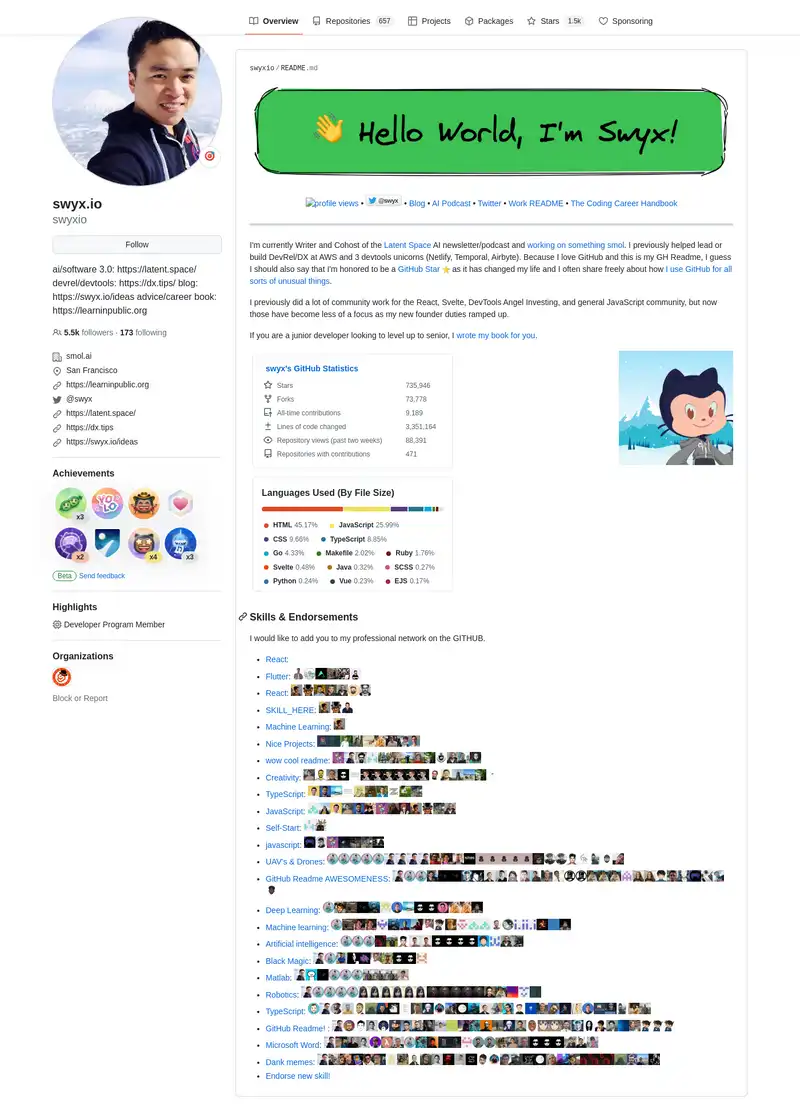 Overview
Repositories 657
Projects
Packages
Stars 1.5k
Sponsoring
swyx.io
swyxio
Follow
ai/software 3.0: https://latent.space/
devrel/devtools: https://dx.tips/ blog:
https://swyx.io/ideas advice/career book:
https://learninpublic.org
5.5k followers · 173 following
smol.ai
San Francisco
https://learninpublic.org
@swyx
https://latent.space/
https://dx.tips
https://swyx.io/ideas
Achievements
x3
YOLO
x2
x4
x3
Beta Send feedback
Highlights
Developer Program Member
Organizations
Block or Report
swyxio / README.md
👋 Hello World, I'm Swyx!
profile views • @swyx • Blog • AI Podcast • Twitter • Work README • The Coding Career Handbook
I'm currently Writer and Cohost of the Latent Space AI newsletter/podcast and working on something smol. I previously helped lead or
build DevRel/DX at AWS and 3 devtools unicorns (Netlify, Temporal, Airbyte). Because I love GitHub and this is my GH Readme, I guess
I should also say that I'm honored to be a GitHub Star ⭐ as it has changed my life and I often share freely about how I use GitHub for all
sorts of unusual things.
I previously did a lot of community work for the React, Svelte, DevTools Angel Investing, and general JavaScript community, but now
those have become less of a focus as my new founder duties ramped up.
If you are a junior developer looking to level up to senior, I wrote my book for you.
swyx's GitHub Statistics
Stars 735,946
Forks 73,778
All-time contributions 9,189
Lines of code changed 3,351,164
Repository views (past two weeks) 88,391
Repositories with contributions 471
Languages Used (By File Size)
HTML 45.17% JavaScript 25.99%
CSS 9.66% TypeScript 8.85%
Go 4.33% Makefile 2.02% Ruby 1.76%
Svelte 0.48% Java 0.32% SCSS 0.27%
Python 0.24% Vue 0.23% EJS 0.17%
Skills & Endorsements
I would like to add you to my professional network on the GITHUB.
React:
Flutter:
React:
SKILL_HERE:
Machine Learning:
Nice Projects:
wow cool readme:
Creativity:
TypeScript:
JavaScript:
Self-Start:
javascript:
UAV's & Drones:
GitHub Readme AWESOMENESS:
Deep Learning:
Machine learning:
Artificial intelligence:
Black Magic:
Matlab:
Robotics:
TypeScript:
GitHub Readme! :
Microsoft Word:
Dank memes:
Endorse new skill!